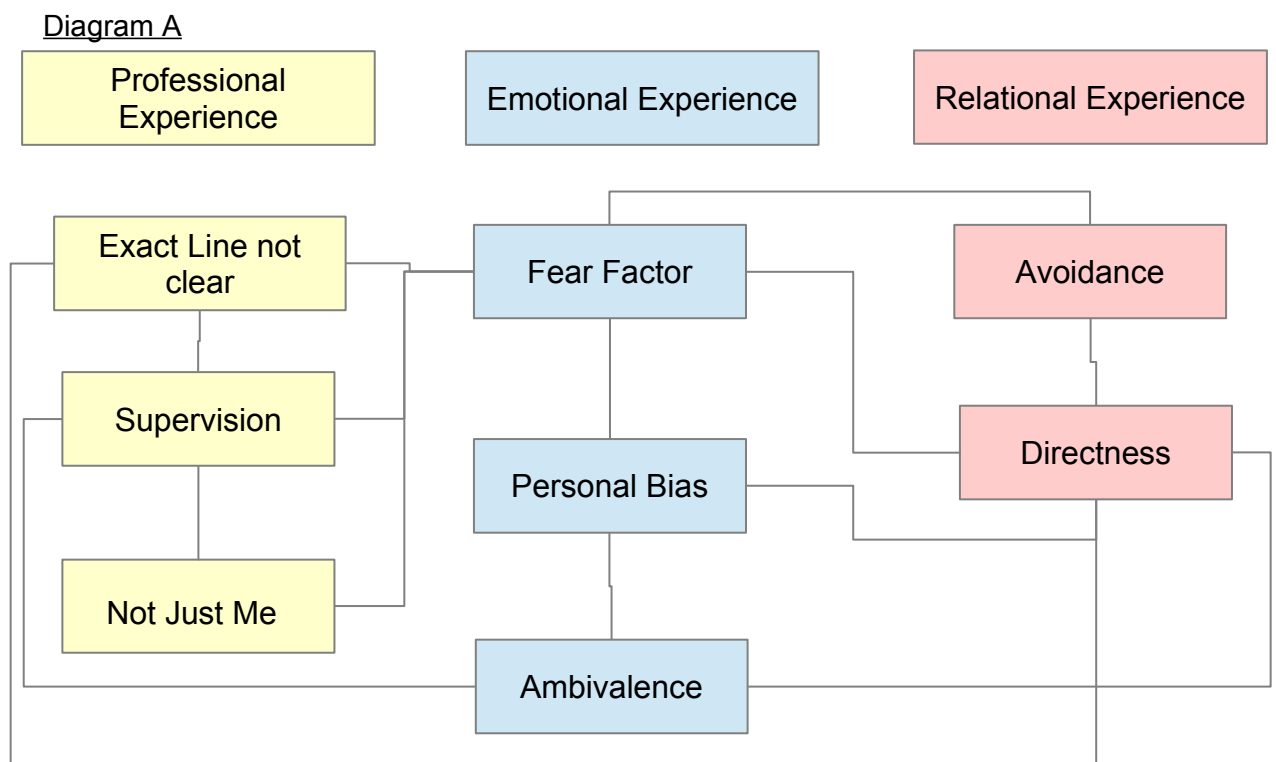 Diagram A
Professional
Experience
Emotional Experience
Relational Experience
Exact Line not
clear
Fear Factor
Avoidance
Supervision
Directness
Personal Bias
Not Just Me
Ambivalence